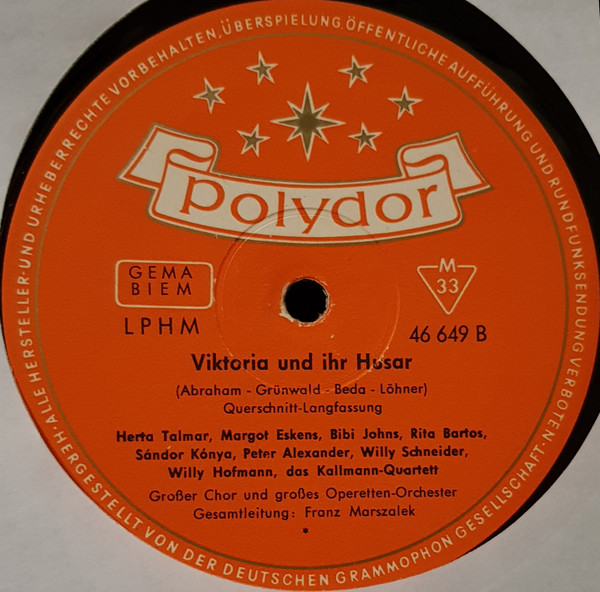 ALLE HERSTELLER- UND URHEBERRECHTE VORBEHALTEN, ÜBERSPIELUNG, ÖFFENTLICHE AUFFÜHRUNG UND RUNDFUNKSENDUNG VERBOTEN·
polydor
GEMA
BIEM
M
33
LPHM
46 649 B
Viktoria und ihr Husar
(Abraham - Grünwald - Beda - Löhner)
Querschnitt-Langfassung
Herta Talmar, Margot Eskens, Bibi Johns, Rita Bartos,
Sándor Kónya, Peter Alexander, Willy Schneider,
Willy Hofmann, das Kallmann-Quartett
Großer Chor und großes Operetten-Orchester
Gesamtleitung: Franz Marszalek
*
·HERGESTELLT VON DER DEUTSCHEN GRAMMOPHON GESELLSCHAFT·